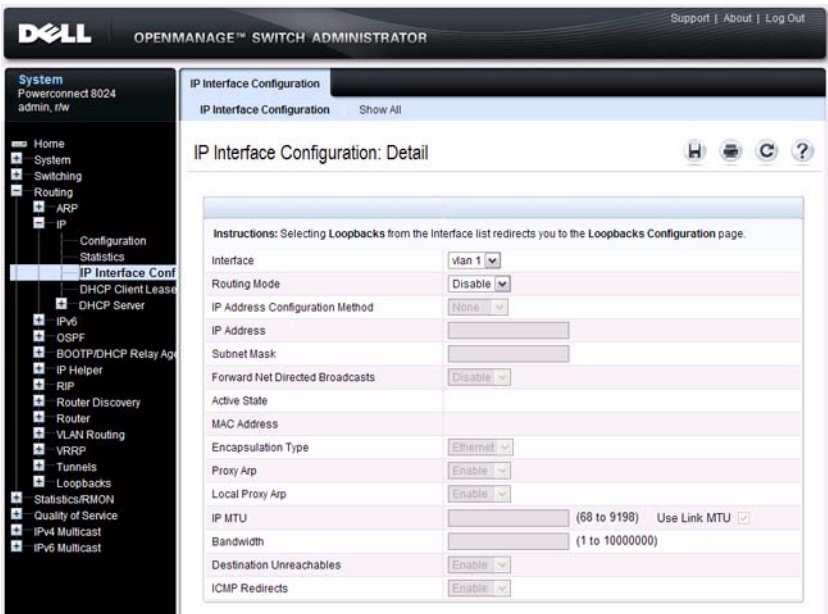 Support | About | Log Out
DELL
OPENMANAGE™ SWITCH ADMINISTRATOR
System
Powerconnect 8024
admin, r/w
Home
System
Switching
Routing
ARP
IP
Configuration
Statistics
IP Interface Conf
DHCP Client Lease
DHCP Server
IPv6
OSPF
BOOTP/DHCP Relay Age
IP Helper
RIP
Router Discovery
Router
VLAN Routing
VRRP
Tunnels
Loopbacks
Statistics/RMON
Quality of Service
IPv4 Multicast
IPv6 Multicast
IP Interface Configuration
IP Interface Configuration Show All
IP Interface Configuration: Detail
Instructions: Selecting Loopbacks from the Interface list redirects you to the Loopbacks Configuration page.
Interface vlan 1
Routing Mode Disable
IP Address Configuration Method None
IP Address
Subnet Mask
Forward Net Directed Broadcasts Disable
Active State
MAC Address
Encapsulation Type Ethernet
Proxy Arp Enable
Local Proxy Arp Enable
IP MTU (68 to 9198) Use Link MTU
Bandwidth (1 to 10000000)
Destination Unreachables Enable
ICMP Redirects Enable